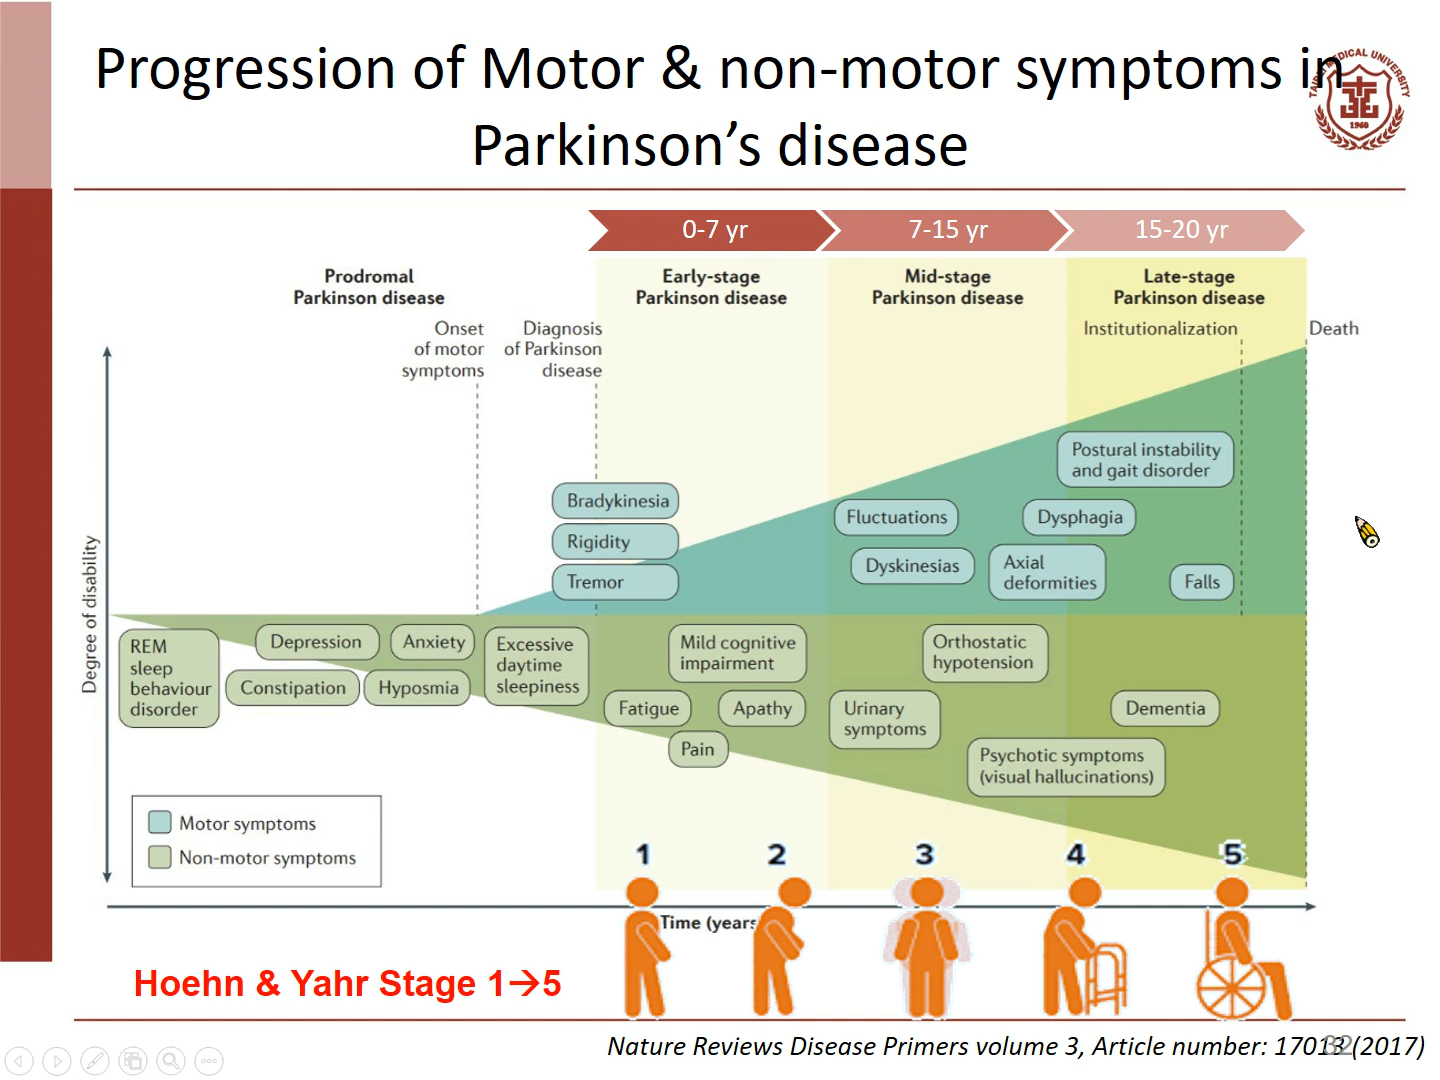 Progression of Motor & non-motor symptoms in
Parkinson’s disease
TAIPEI MEDICAL UNIVERSITY
1960
0-7 yr
7-15 yr
15-20 yr
Prodromal
Parkinson disease
Early-stage
Parkinson disease
Mid-stage
Parkinson disease
Late-stage
Parkinson disease
Onset
of motor
symptoms
Diagnosis
of Parkinson
disease
Institutionalization
Death
Degree of disability
Postural instability
and gait disorder
Bradykinesia
Rigidity
Tremor
Fluctuations
Dysphagia
Dyskinesias
Axial
deformities
Falls
REM
sleep
behaviour
disorder
Depression
Anxiety
Constipation
Hyposmia
Excessive
daytime
sleepiness
Mild cognitive
impairment
Fatigue
Apathy
Pain
Orthostatic
hypotension
Urinary
symptoms
Dementia
Psychotic symptoms
(visual hallucinations)
Motor symptoms
Non-motor symptoms
1
2
3
4
5
Time (years
Hoehn & Yahr Stage 1→5
Nature Reviews Disease Primers volume 3, Article number: 17013 (2017)
32